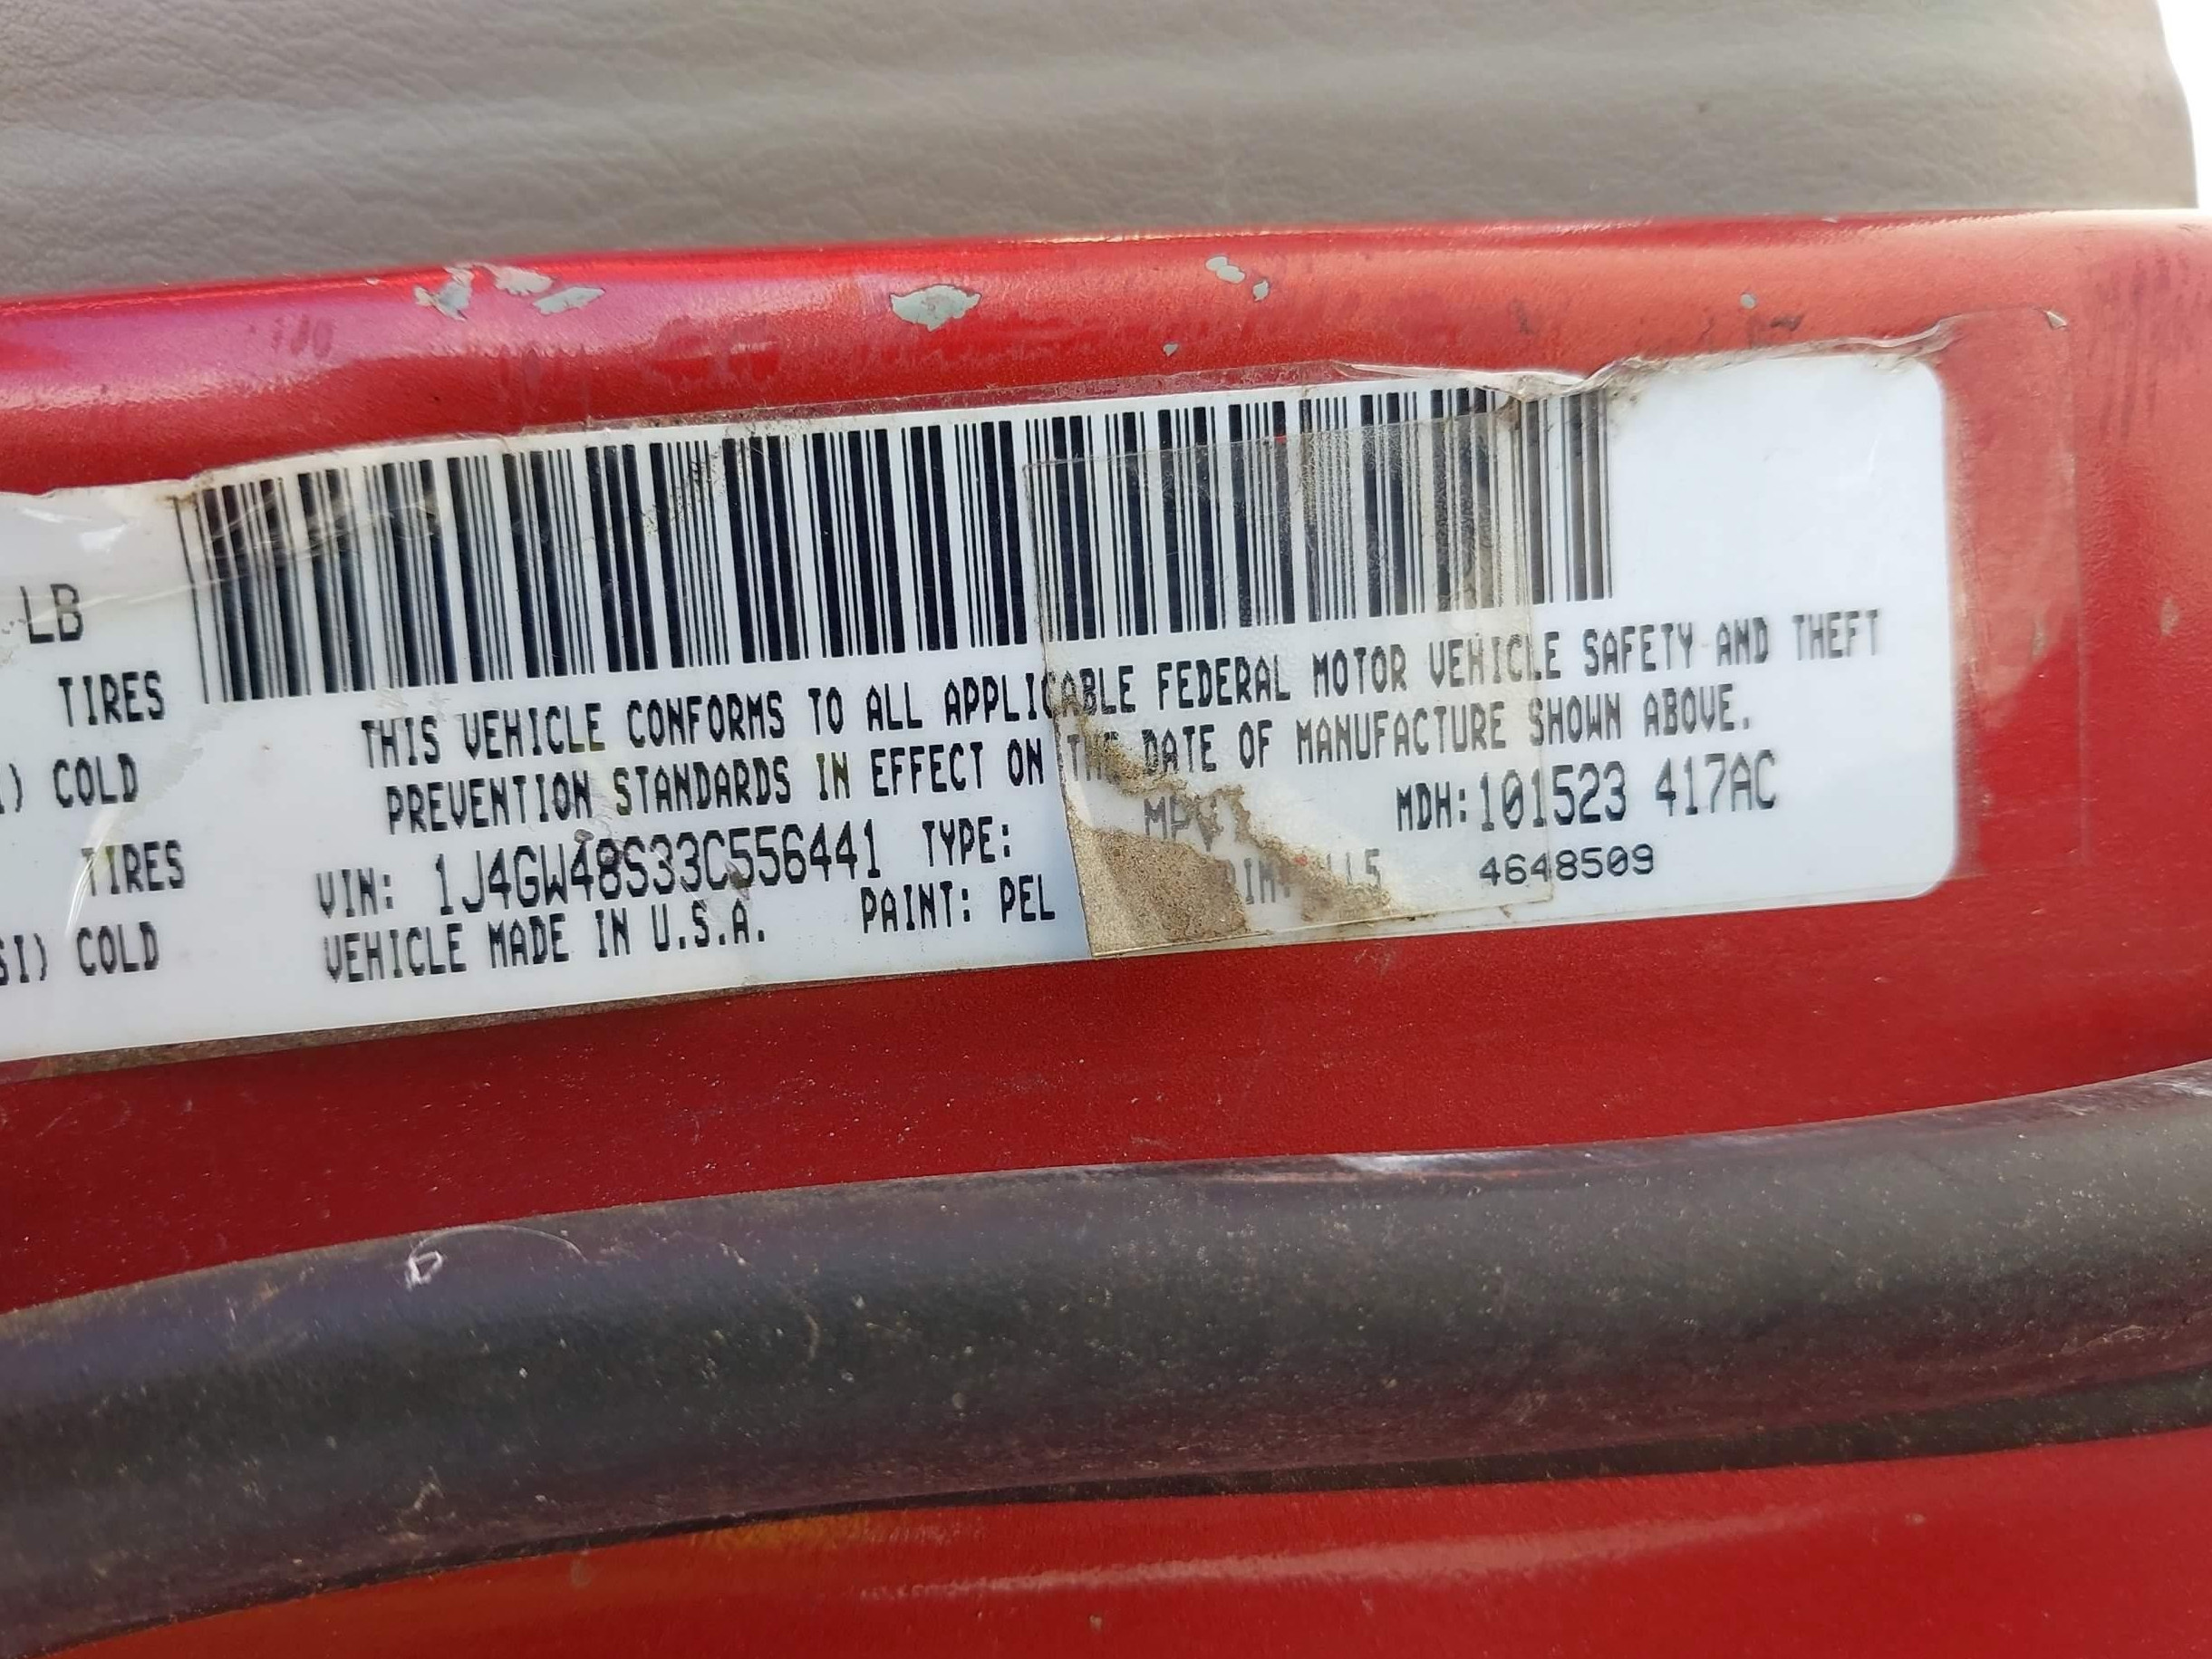 LB
TIRES
) COLD
TIRES
SI) COLD
THIS VEHICLE CONFORMS TO ALL APPLICABLE FEDERAL MOTOR VEHICLE SAFETY AND THEFT
PREVENTION STANDARDS IN EFFECT ON THE DATE OF MANUFACTURE SHOWN ABOVE.
VIN: 1J4GW48S33C556441 TYPE: MPV MDH:101523 417AC
VEHICLE MADE IN U.S.A. PAINT: PEL 4648509